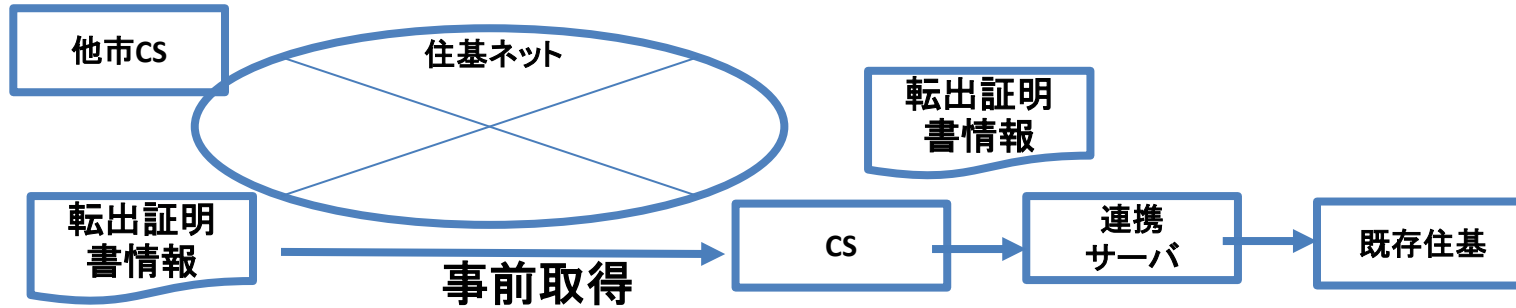 他市CS
住基ネット
転出証明
書情報
転出証明
書情報
事前取得
CS
連携
サーバ
既存住基